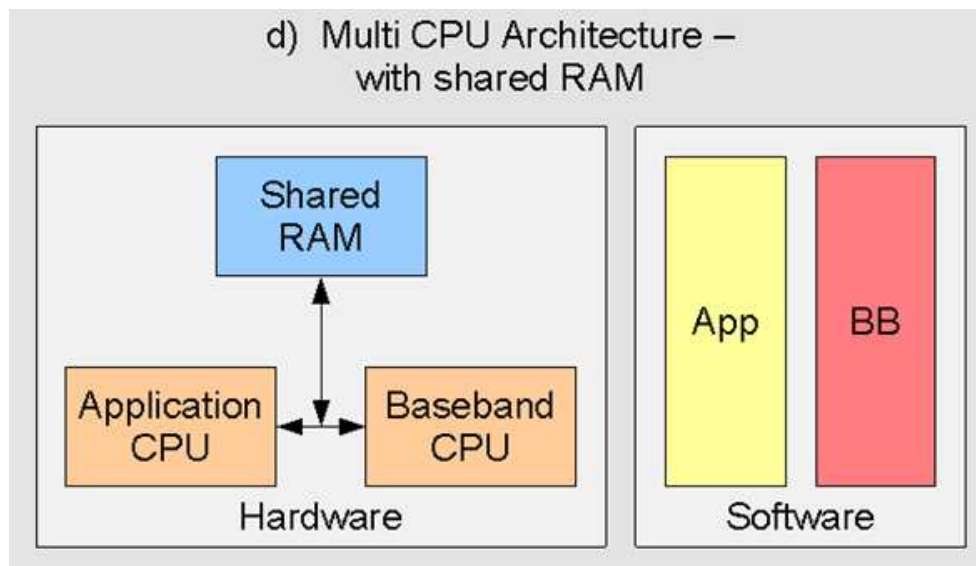 d) Multi CPU Architecture –
with shared RAM
Shared
RAM
Application
CPU
Baseband
CPU
Hardware
App
BB
Software